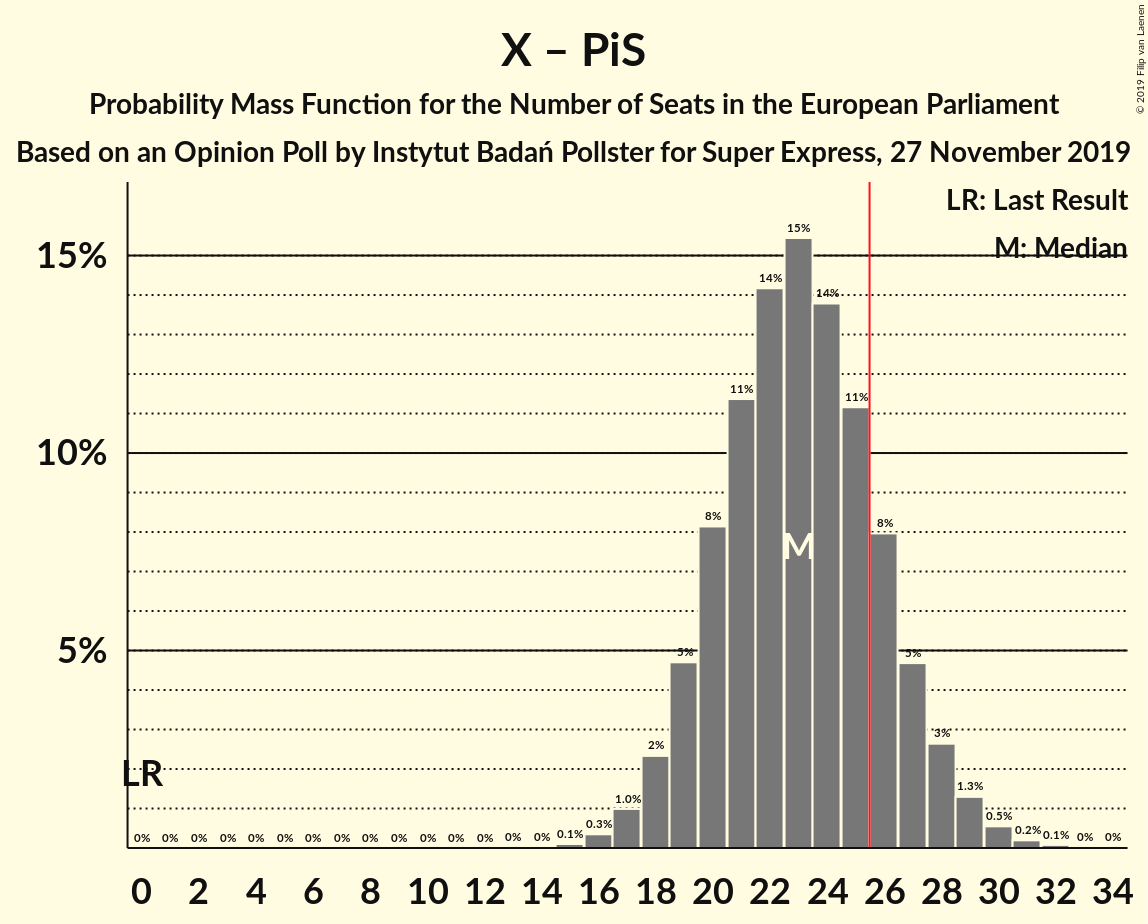 X – PiS
Probability Mass Function for the Number of Seats in the European Parliament
Based on an Opinion Poll by Instytut Badań Pollster for Super Express, 27 November 2019
© 2019 Filip van Laenen
LR: Last Result
M: Median
15%
10%
5%
LR
M
0% 0% 0% 0% 0% 0% 0% 0% 0% 0% 0% 0% 0% 0% 0% 0.1% 0.3% 1.0% 2% 5% 8% 11% 14% 15% 14% 11% 8% 5% 3% 1.3% 0.5% 0.2% 0.1% 0% 0%
0 2 4 6 8 10 12 14 16 18 20 22 24 26 28 30 32 34